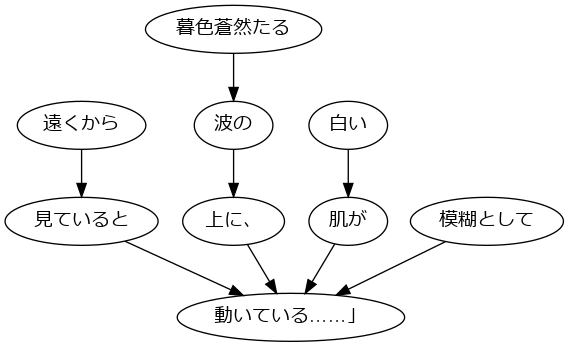 暮色蒼然たる
遠くから
波の
白い
見ていると
上に、
肌が
模糊として
動いている……」